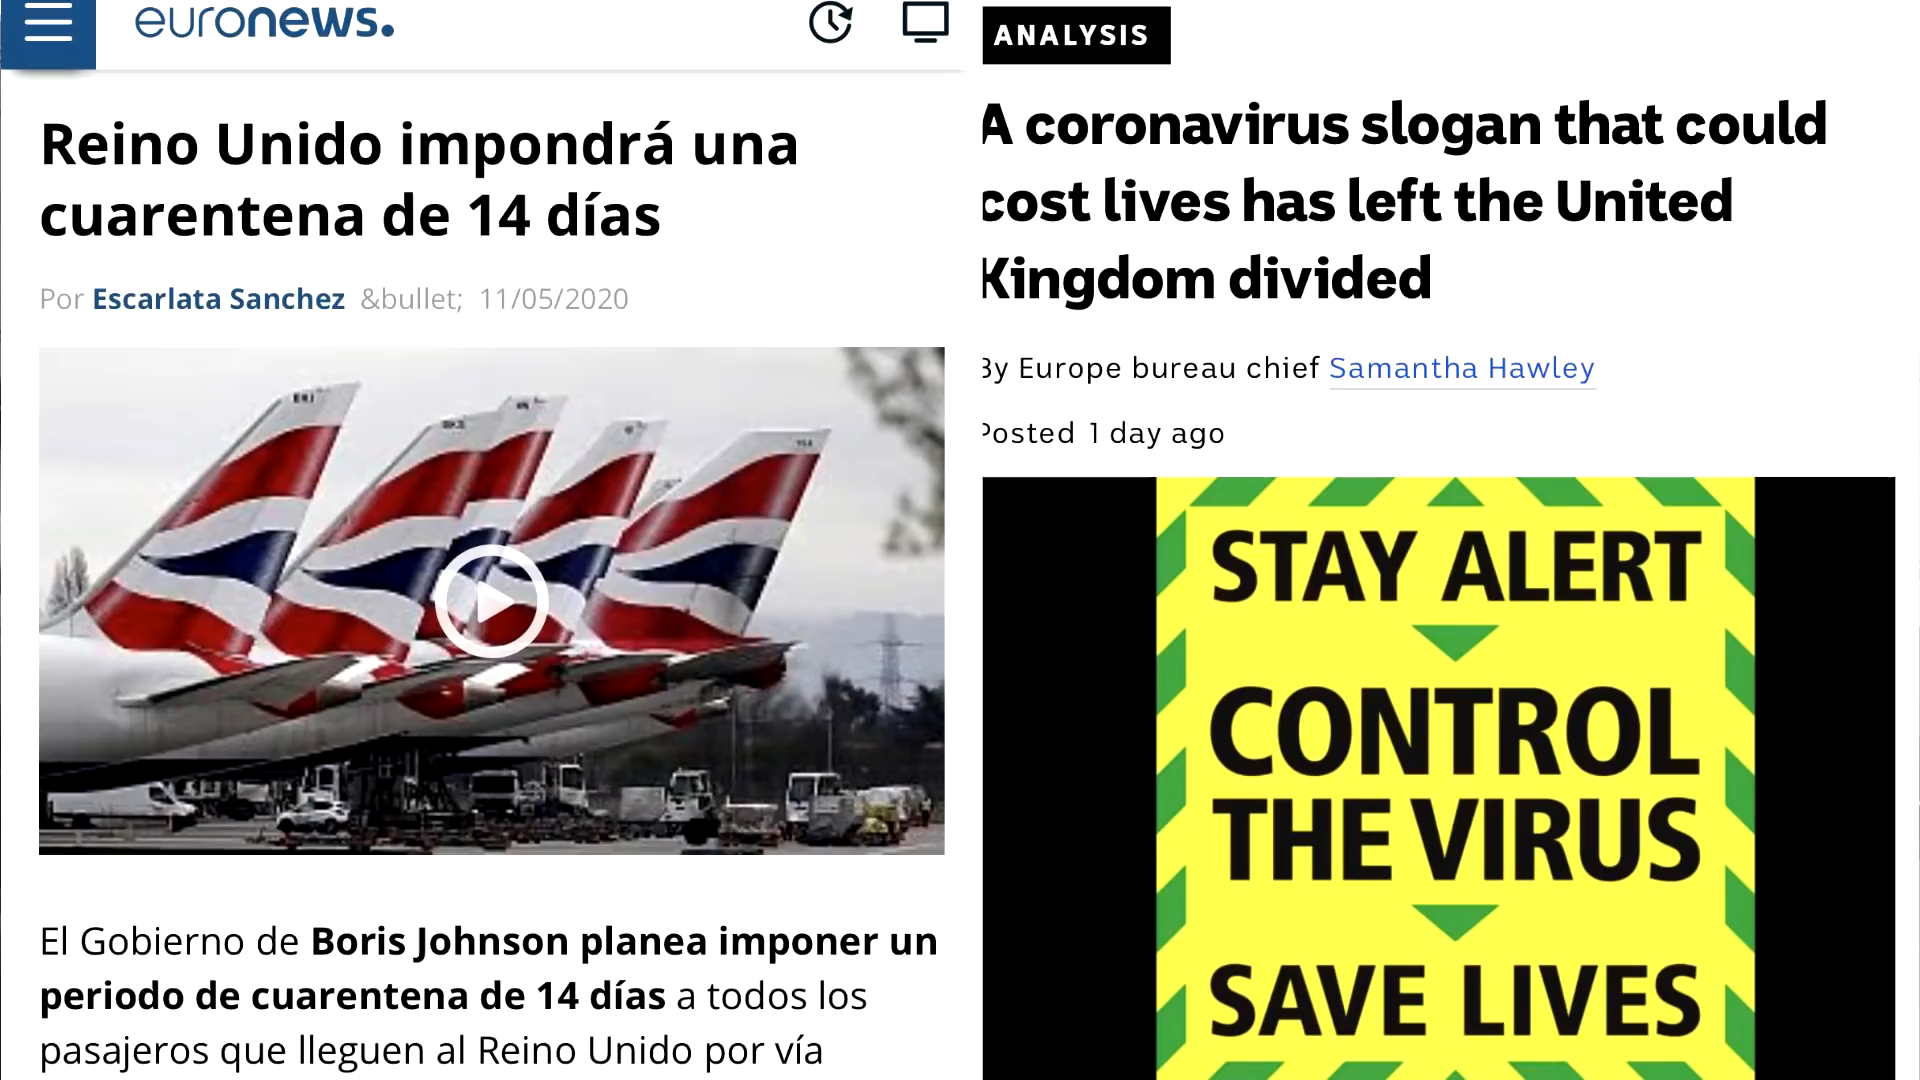 euronews.
Reino Unido impondrá una
cuarentena de 14 días
Por Escarlata Sanchez &bullet; 11/05/2020
El Gobierno de Boris Johnson planea imponer un
periodo de cuarentena de 14 días a todos los
pasajeros que lleguen al Reino Unido por vía
ANALYSIS
A coronavirus slogan that could
cost lives has left the United
Kingdom divided
By Europe bureau chief Samantha Hawley
Posted 1 day ago
STAY ALERT
CONTROL
THE VIRUS
SAVE LIVES